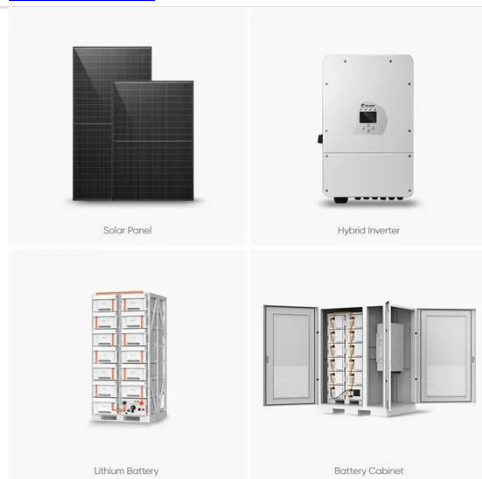 Solar Panel
Hybrid Inverter
Lithium Battery
Battery Cabinet